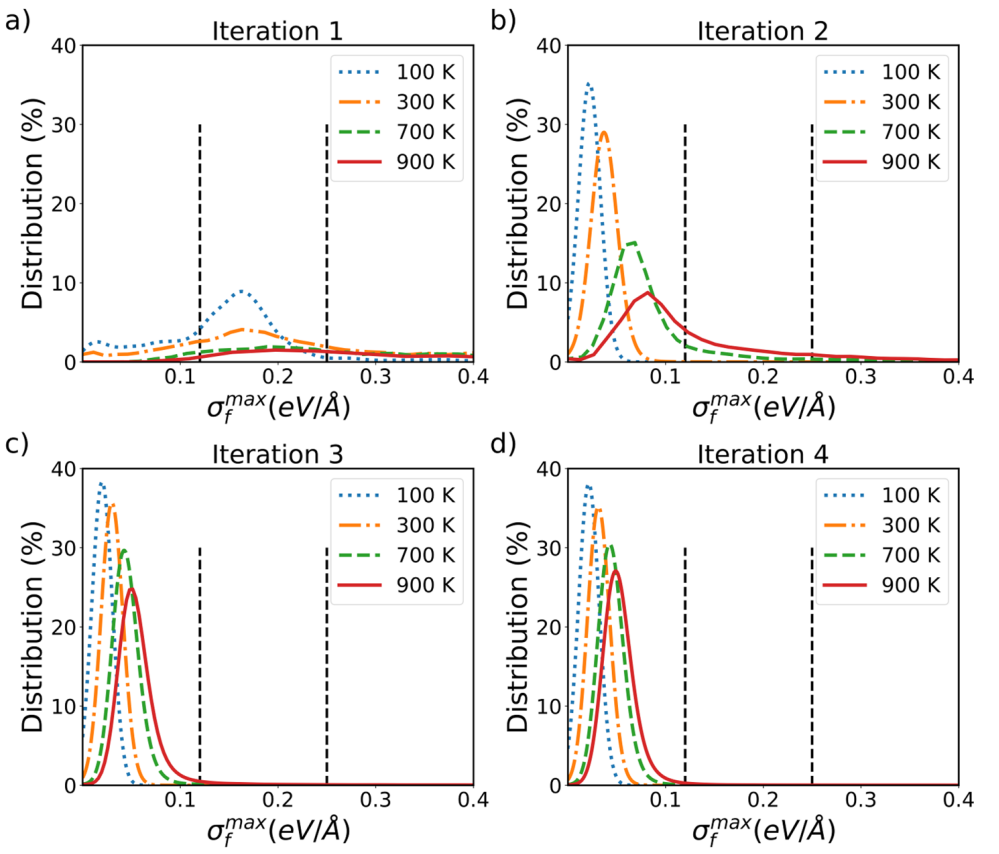 a)
Iteration 1
40
30
20
10
0
Distribution (%)
0.1 0.2 0.3 0.4
σ_f^max(eV/Å)
100 K
300 K
700 K
900 K
b)
Iteration 2
40
30
20
10
0
Distribution (%)
0.1 0.2 0.3 0.4
σ_f^max(eV/Å)
100 K
300 K
700 K
900 K
c)
Iteration 3
40
30
20
10
0
Distribution (%)
0.1 0.2 0.3 0.4
σ_f^max(eV/Å)
100 K
300 K
700 K
900 K
d)
Iteration 4
40
30
20
10
0
Distribution (%)
0.1 0.2 0.3 0.4
σ_f^max(eV/Å)
100 K
300 K
700 K
900 K